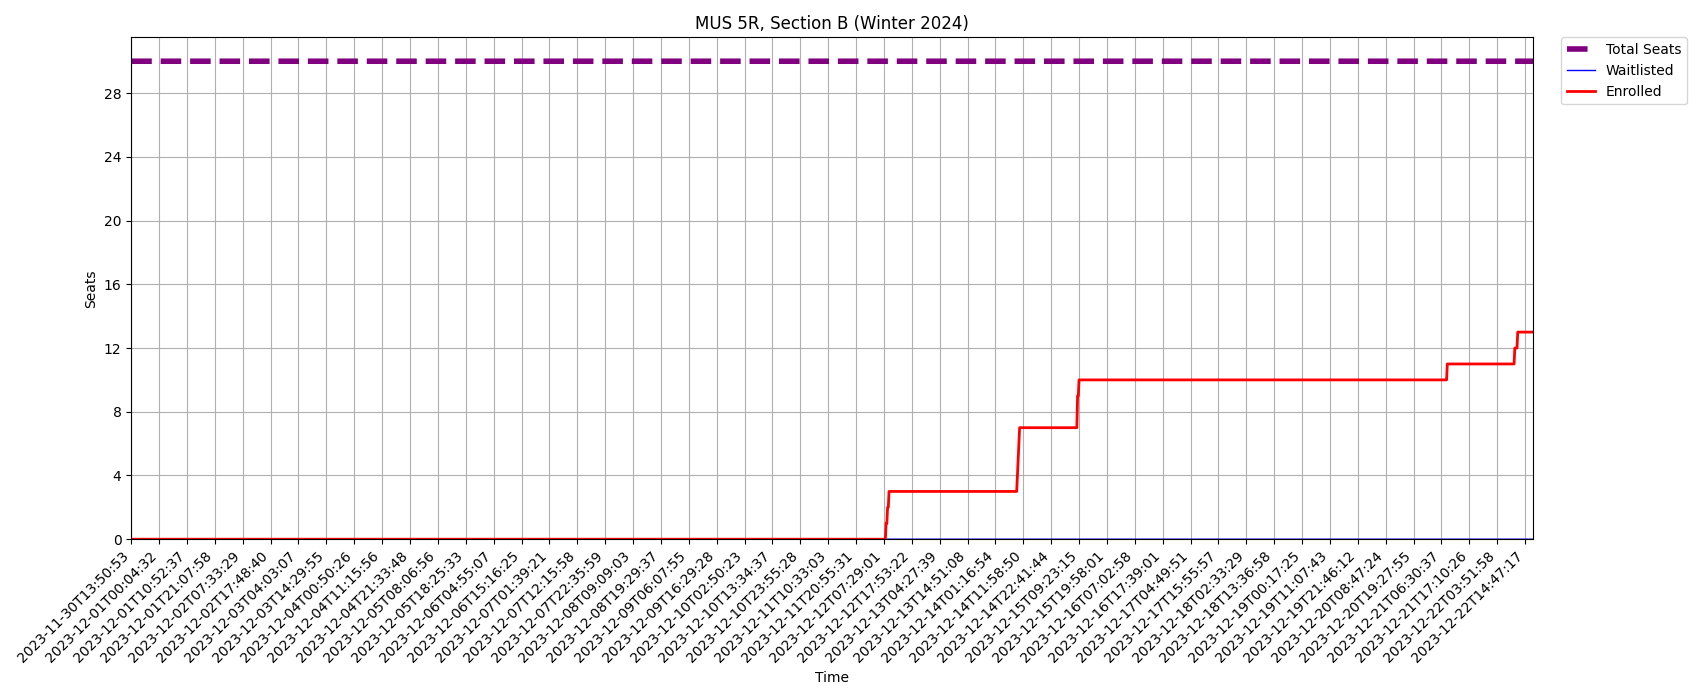 MUS 5R, Section B (Winter 2024)
Total Seats
Waitlisted
Enrolled
Seats
28
24
20
16
12
8
4
0
2023-11-30T13:50:53
2023-12-01T00:04:32
2023-12-01T10:52:37
2023-12-01T21:07:58
2023-12-02T07:33:29
2023-12-02T17:48:40
2023-12-03T04:03:07
2023-12-03T14:29:55
2023-12-04T00:50:26
2023-12-04T11:15:56
2023-12-04T21:33:48
2023-12-05T08:06:56
2023-12-05T18:25:33
2023-12-06T04:55:07
2023-12-06T15:16:25
2023-12-07T01:39:21
2023-12-07T12:15:58
2023-12-07T22:35:59
2023-12-08T09:09:03
2023-12-08T19:29:37
2023-12-09T06:07:55
2023-12-09T16:29:28
2023-12-10T02:50:23
2023-12-10T13:34:37
2023-12-10T23:55:28
2023-12-11T10:33:03
2023-12-11T20:55:31
2023-12-12T07:29:01
2023-12-12T17:53:22
2023-12-13T04:27:39
2023-12-13T14:51:08
2023-12-14T01:16:54
2023-12-14T11:58:50
2023-12-14T22:41:44
2023-12-15T09:23:15
2023-12-15T19:58:01
2023-12-16T07:02:58
2023-12-16T17:39:01
2023-12-17T04:49:51
2023-12-17T15:55:57
2023-12-18T02:33:29
2023-12-18T13:36:58
2023-12-19T00:17:25
2023-12-19T11:07:43
2023-12-19T21:46:12
2023-12-20T08:47:24
2023-12-20T19:27:55
2023-12-21T06:30:37
2023-12-21T17:10:26
2023-12-22T03:51:58
2023-12-22T14:47:17
Time